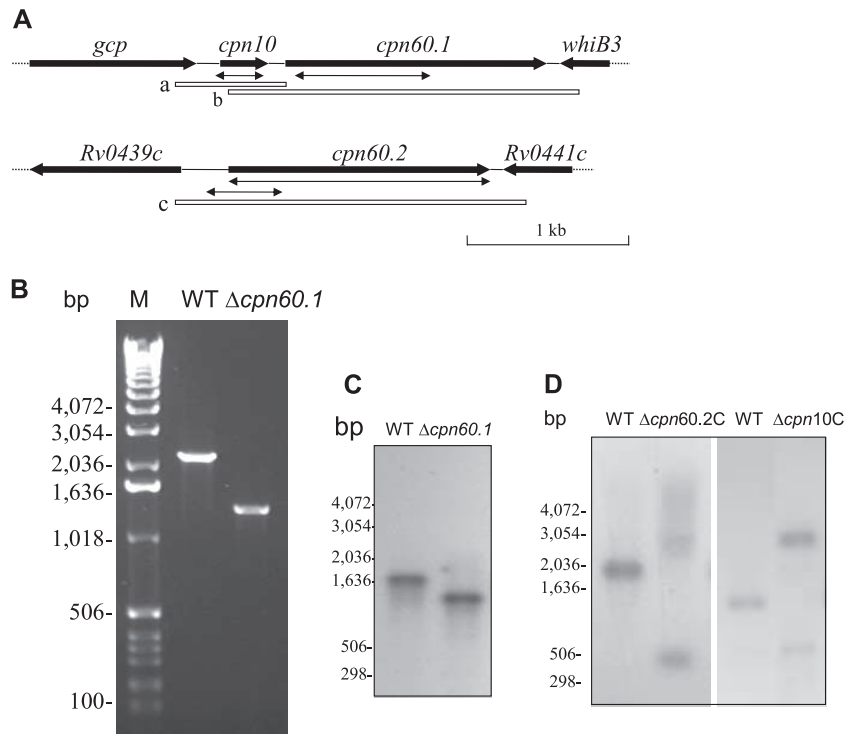 A
gcp cpn10 cpn60.1 whiB3
a
b
Rv0439c cpn60.2 Rv0441c
c
1 kb
B
bp M WT Δcpn60.1
4,072-
3,054-
2,036-
1,636-
1,018-
506-
100-
C
bp WT Δcpn60.1
4,072-
3,054-
2,036-
1,636-
506-
298-
D
bp WT Δcpn60.2C WT Δcpn10C
4,072-
3,054-
2,036-
1,636-
506-
298-